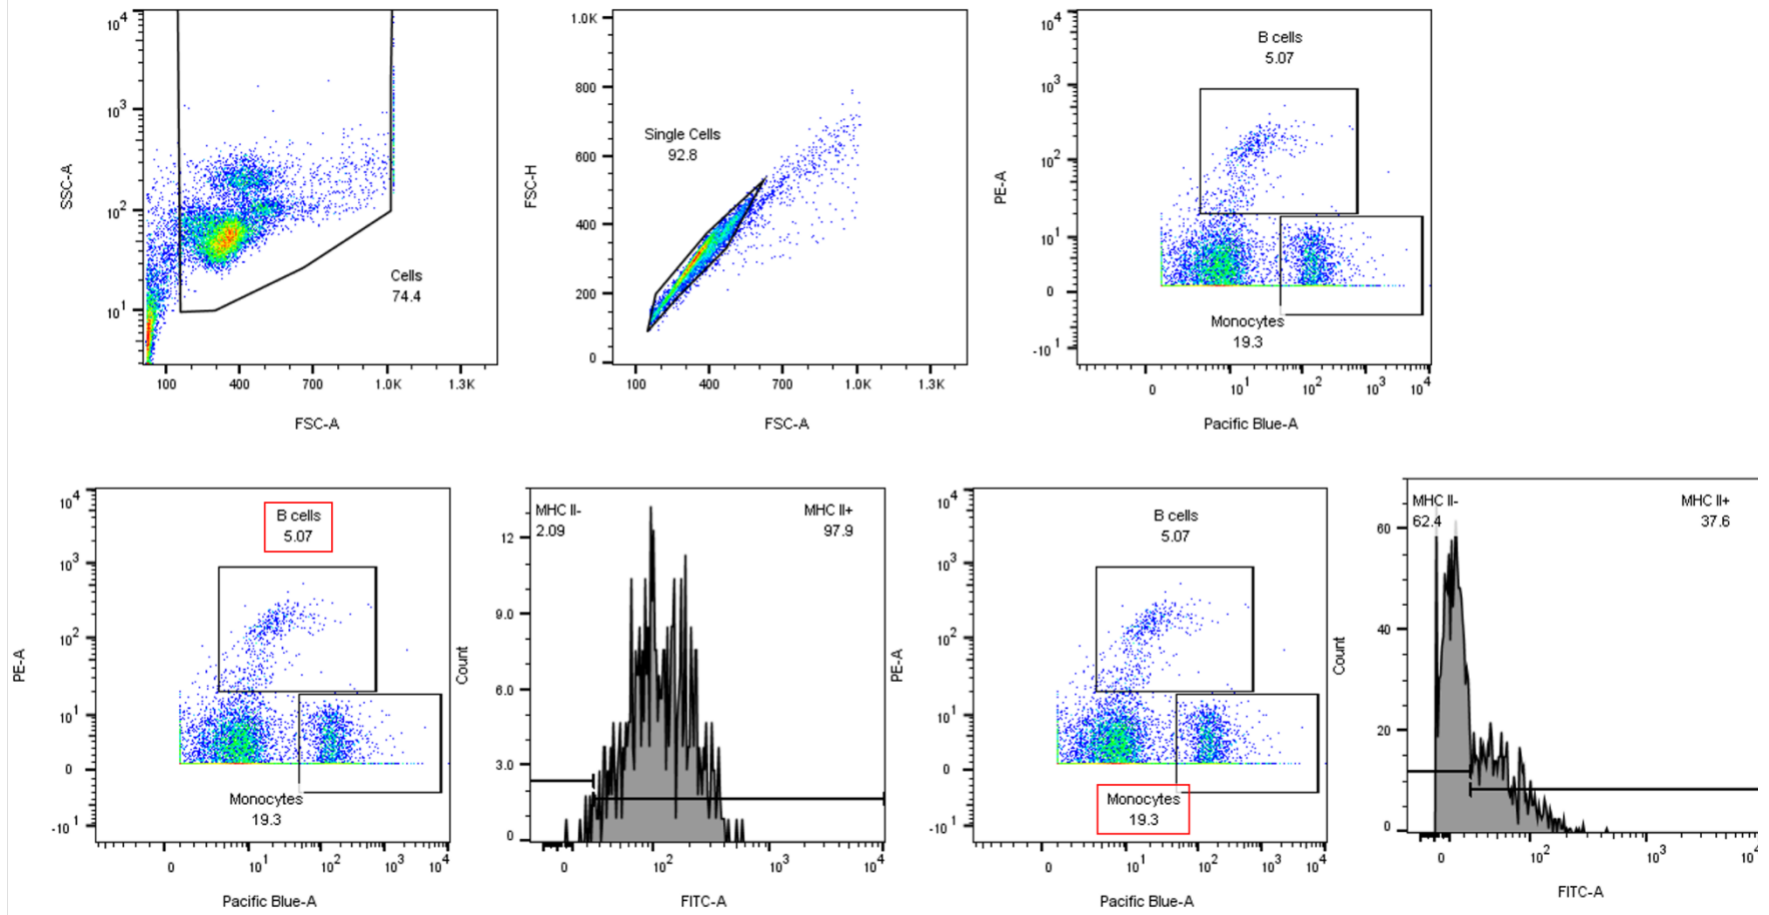 10^4
10^3
10^2
10^1
SSC-A
Cells
74.4
100
400
700
1.0K
1.3K
FSC-A
1.0K
800
600
400
200
0
FSC-H
Single Cells
92.8
100
400
700
1.0K
1.3K
FSC-A
10^4
10^3
10^2
10^1
0
-10^1
PE-A
B cells
5.07
Monocytes
19.3
0
10^1
10^2
10^3
10^4
Pacific Blue-A
10^4
10^3
10^2
10^1
0
-10^1
PE-A
B cells
5.07
Monocytes
19.3
0
10^1
10^2
10^3
10^4
Pacific Blue-A
12
9.0
6.0
3.0
0
Count
MHC II-
2.09
MHC II+
97.9
0
10^2
10^3
10^4
FITC-A
10^4
10^3
10^2
10^1
0
-10^1
PE-A
B cells
5.07
Monocytes
19.3
0
10^1
10^2
10^3
10^4
Pacific Blue-A
60
40
20
0
Count
MHC II-
62.4
MHC II+
37.6
0
10^2
10^3
10^4
FITC-A